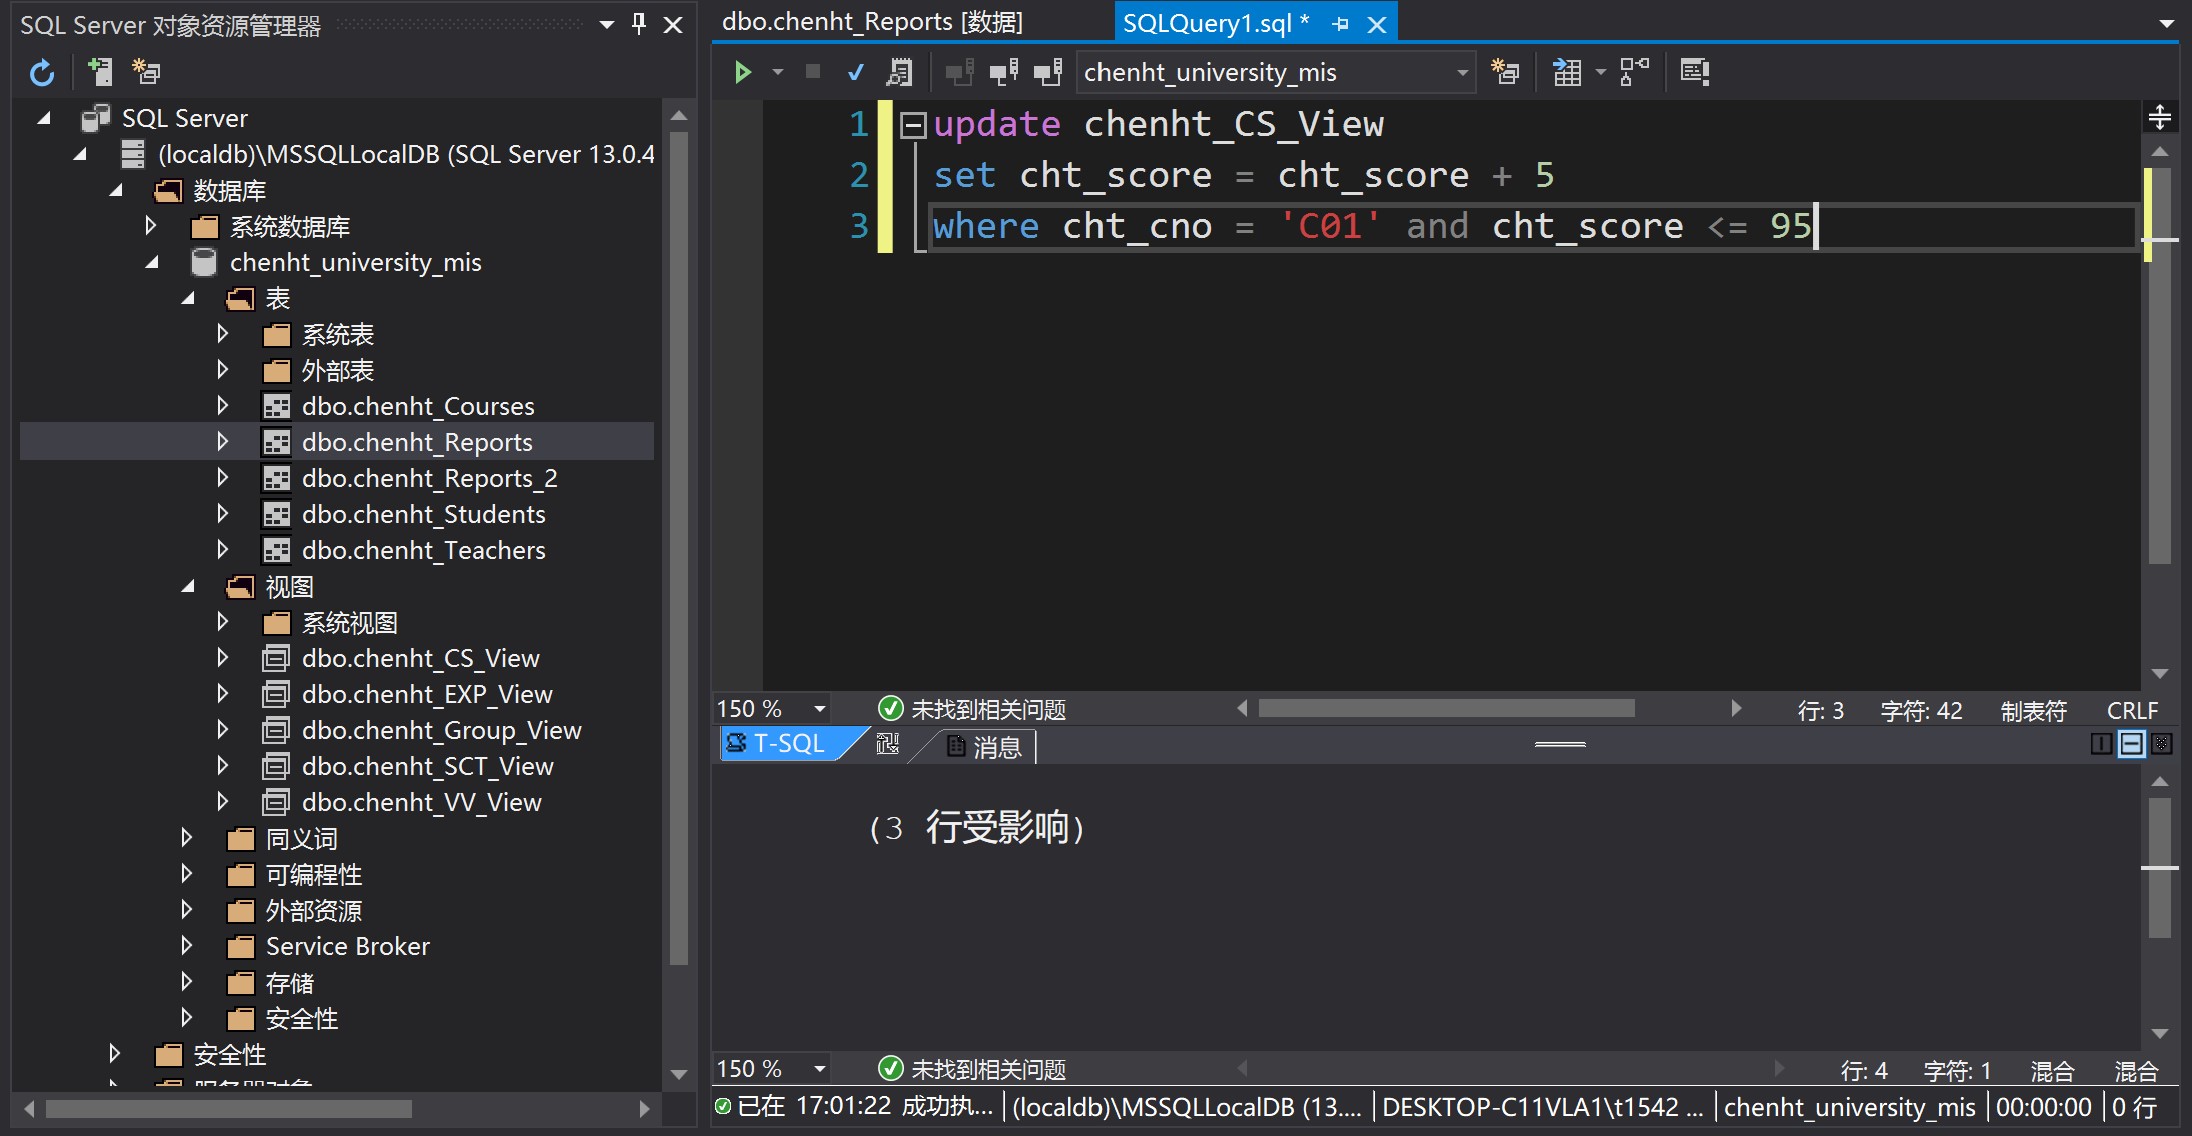 SQL Server 对象资源管理器
SQL Server
(localdb)\MSSQLLocalDB (SQL Server 13.0.4
数据库
系统数据库
chenht_university_mis
表
系统表
外部表
dbo.chenht_Courses
dbo.chenht_Reports
dbo.chenht_Reports_2
dbo.chenht_Students
dbo.chenht_Teachers
视图
系统视图
dbo.chenht_CS_View
dbo.chenht_EXP_View
dbo.chenht_Group_View
dbo.chenht_SCT_View
dbo.chenht_VV_View
同义词
可编程性
外部资源
Service Broker
存储
安全性
安全性
服务器对象
dbo.chenht_Reports [数据]
SQLQuery1.sql *
chenht_university_mis
1 update chenht_CS_View
2 set cht_score = cht_score + 5
3 where cht_cno = 'C01' and cht_score <= 95
150 % 未找到相关问题 行: 3 字符: 42 制表符 CRLF
T-SQL 消息
(3 行受影响)
150 % 未找到相关问题 行: 4 字符: 1 混合 混合
已在 17:01:22 成功执... (localdb)\MSSQLLocalDB (13.... DESKTOP-C11VLA1\t1542 ... chenht_university_mis 00:00:00 0 行